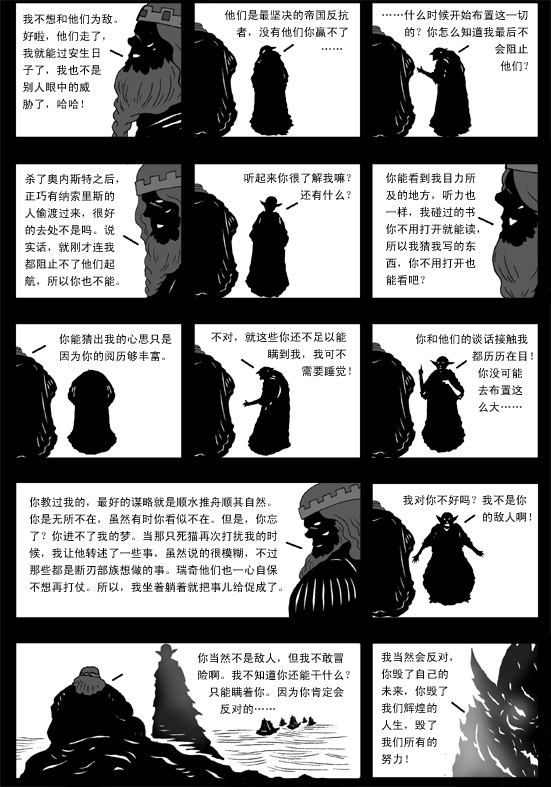 我不想和他们为敌。
好啦，他们走了，
我就能过安生日
子了，我也不是
别人眼中的威
胁了，哈哈！
他们是最坚决的帝国反抗
者，没有他们你赢不了
……
……什么时候开始布置这一切
的？你怎么知道我最后不
会阻止
他们？
杀了奥内斯特之后，
正巧有纳索里斯的
人偷渡过来，很好
的去处不是吗。说
实话，就刚才连我
都阻止不了他们起
航，所以你也不能。
听起来你很了解我嘛？
还有什么？
你能看到我目力所
及的地方，听力也
一样，我碰过的书
你不用打开就能读，
所以我猜我写的东
西，你不用打开也
能看吧？
你能猜出我的心思只是
因为你的阅历够丰富。
不对，就这些你还不足以能
瞒到我，我可不
需要睡觉！
你和他们的谈话接触我
都历历在目！
你没可能
去布置这
么大……
你教过我的，最好的谋略就是顺水推舟顺其自然。
你是无所不在，虽然有时你看似不在。但是，你忘
了？你进不了我的梦。当那只死猫再次打扰我的时
候，我让他转述了一些事，虽然说的很模糊，不过
那些都是断刃部族想做的事。瑞奇他们也一心自保
不想再打仗。所以，我坐着躺着就把事儿给促成了。
我对你不好吗？我不是你
的敌人啊！
你当然不是敌人，但我不敢冒
险啊。我不知道你还能干什么？
只能瞒着你。因为你肯定会
反对的……
我当然会反对，
你毁了自己的
未来，你毁了
我们辉煌的
人生，毁了
我们所有的
努力！